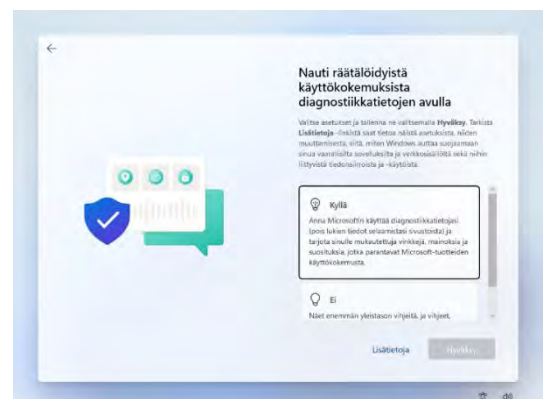 Nauti räätälöidyistä
käyttökokemuksista
diagnostiikkatietojen avulla
Valitse asetukset ja tallenna ne valitsemalla Hyväksy. Tarkista
Lisätietoja -linkistä saat tietoa näistä asetuksista, niiden
muuttamisesta, siitä, miten Windows auttaa suojaamaan
sinua vaarallisilta sovelluksilta ja verkkosisällöltä sekä niihin
liittyvistä tiedonsiirroista ja -käytöistä.
Kyllä
Anna Microsoftin käyttää diagnostiikkatietojasi
(pois lukien tiedot selaamistasi sivustoista) ja
tarjota sinulle mukautettuja vinkkejä, mainoksia ja
suosituksia, jotka parantavat Microsoft-tuotteiden
käyttökokemusta.
Ei
Näet enemmän yleistason vihjeitä, ja vihjeet,
Lisätietoja
Hyväksy